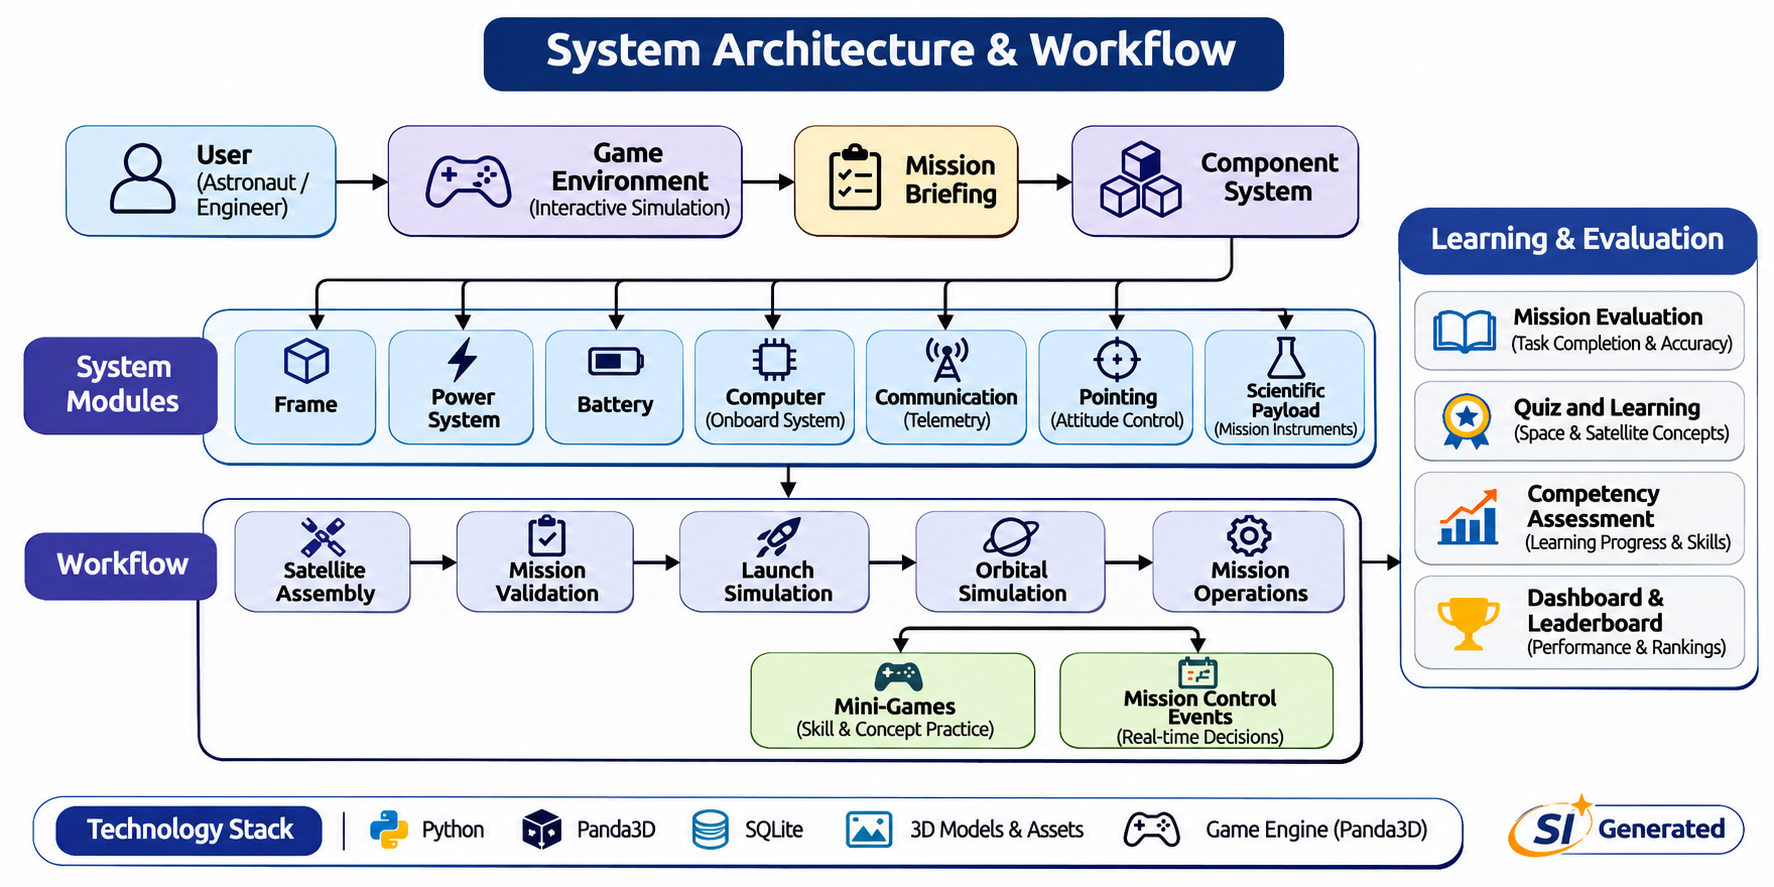 System Architecture & Workflow
User
(Astronaut /
Engineer)
Game
Environment
(Interactive Simulation)
Mission
Briefing
Component
System
System
Modules
Frame
Power
System
Battery
Computer
(Onboard System)
Communication
(Telemetry)
Pointing
(Attitude Control)
Scientific
Payload
(Mission Instruments)
Workflow
Satellite
Assembly
Mission
Validation
Launch
Simulation
Orbital
Simulation
Mission
Operations
Mini-Games
(Skill & Concept Practice)
Mission Control
Events
(Real-time Decisions)
Learning & Evaluation
Mission Evaluation
(Task Completion & Accuracy)
Quiz and Learning
(Space & Satellite Concepts)
Competency
Assessment
(Learning Progress & Skills)
Dashboard &
Leaderboard
(Performance & Rankings)
Technology Stack
Python
Panda3D
SQLite
3D Models & Assets
Game Engine (Panda3D)
SI Generated